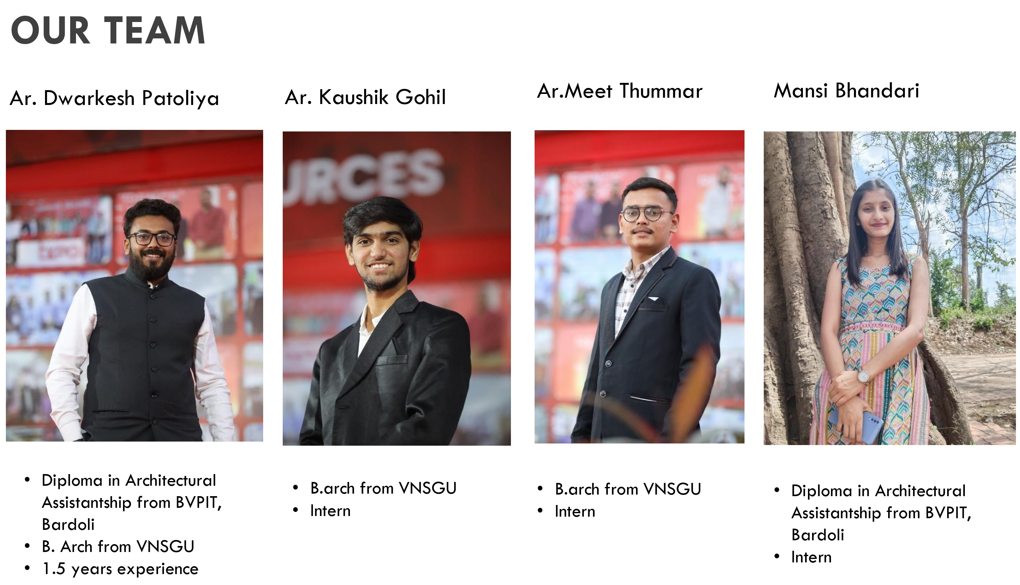 OUR TEAM
Ar. Dwarkesh Patoliya
Ar. Kaushik Gohil
Ar.Meet Thummar
Mansi Bhandari
URCES
• Diploma in Architectural
Assistantship from BVPIT,
Bardoli
• B. Arch from VNSGU
• 1.5 years experience
• B.arch from VNSGU
• Intern
• B.arch from VNSGU
• Intern
• Diploma in Architectural
Assistantship from BVPIT,
Bardoli
• Intern